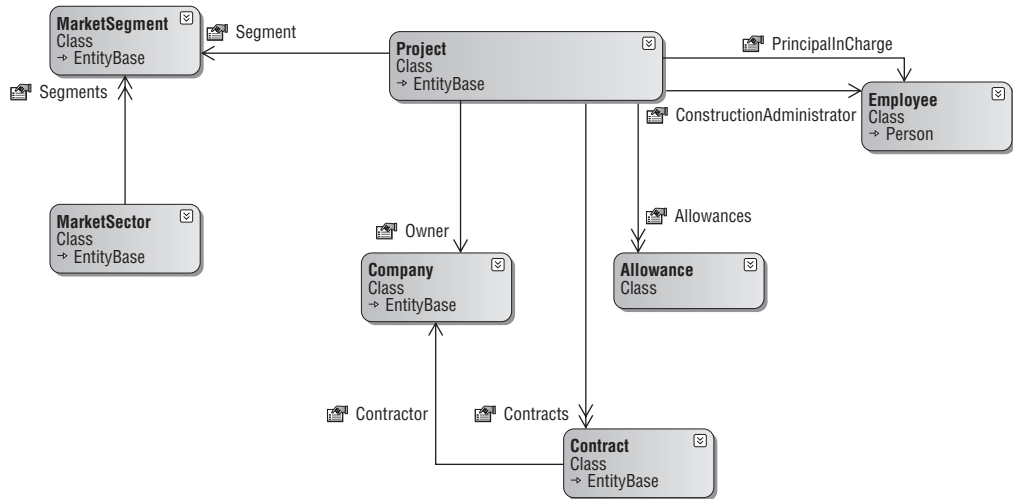 MarketSegment
Class
→ EntityBase
Segment
Project
Class
→ EntityBase
PrincipalInCharge
Segments
ConstructionAdministrator
Employee
Class
→ Person
MarketSector
Class
→ EntityBase
Owner
Allowances
Company
Class
→ EntityBase
Allowance
Class
Contractor
Contracts
Contract
Class
→ EntityBase